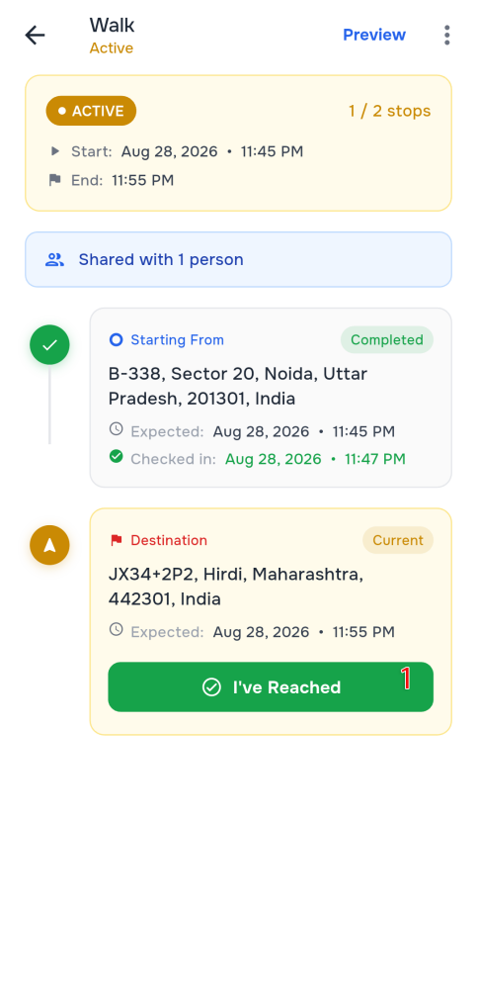 Walk
Active
Preview
ACTIVE
1 / 2 stops
Start: Aug 28, 2026 • 11:45 PM
End: 11:55 PM
Shared with 1 person
Starting From
Completed
B-338, Sector 20, Noida, Uttar
Pradesh, 201301, India
Expected: Aug 28, 2026 • 11:45 PM
Checked in: Aug 28, 2026 • 11:47 PM
Destination
Current
JX34+2P2, Hirdi, Maharashtra,
442301, India
Expected: Aug 28, 2026 • 11:55 PM
I've Reached
1